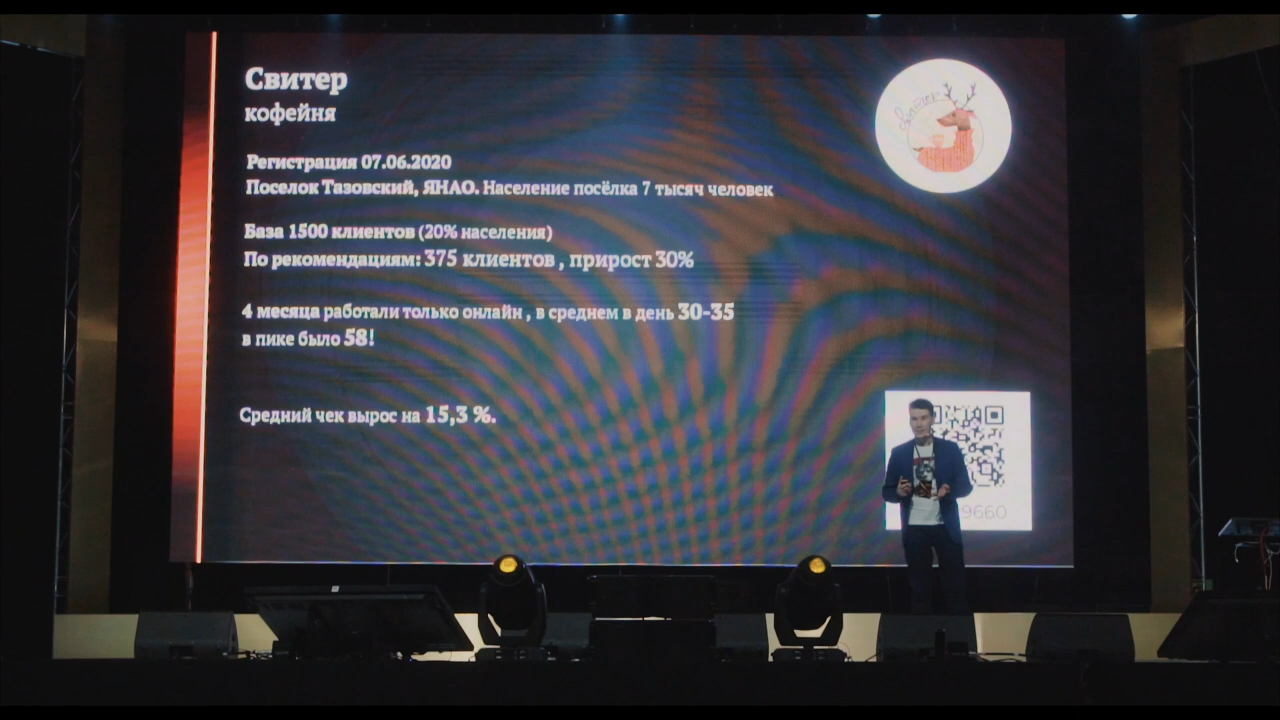 Свитер
кофейня
свитер
Регистрация 07.06.2020
Поселок Тазовский, ЯНАО. Население посёлка 7 тысяч человек
База 1500 клиентов (20% населения)
По рекомендациям: 375 клиентов , прирост 30%
4 месяца работали только онлайн , в среднем в день 30-35
в пике было 58!
Средний чек вырос на 15,3 %.
9660